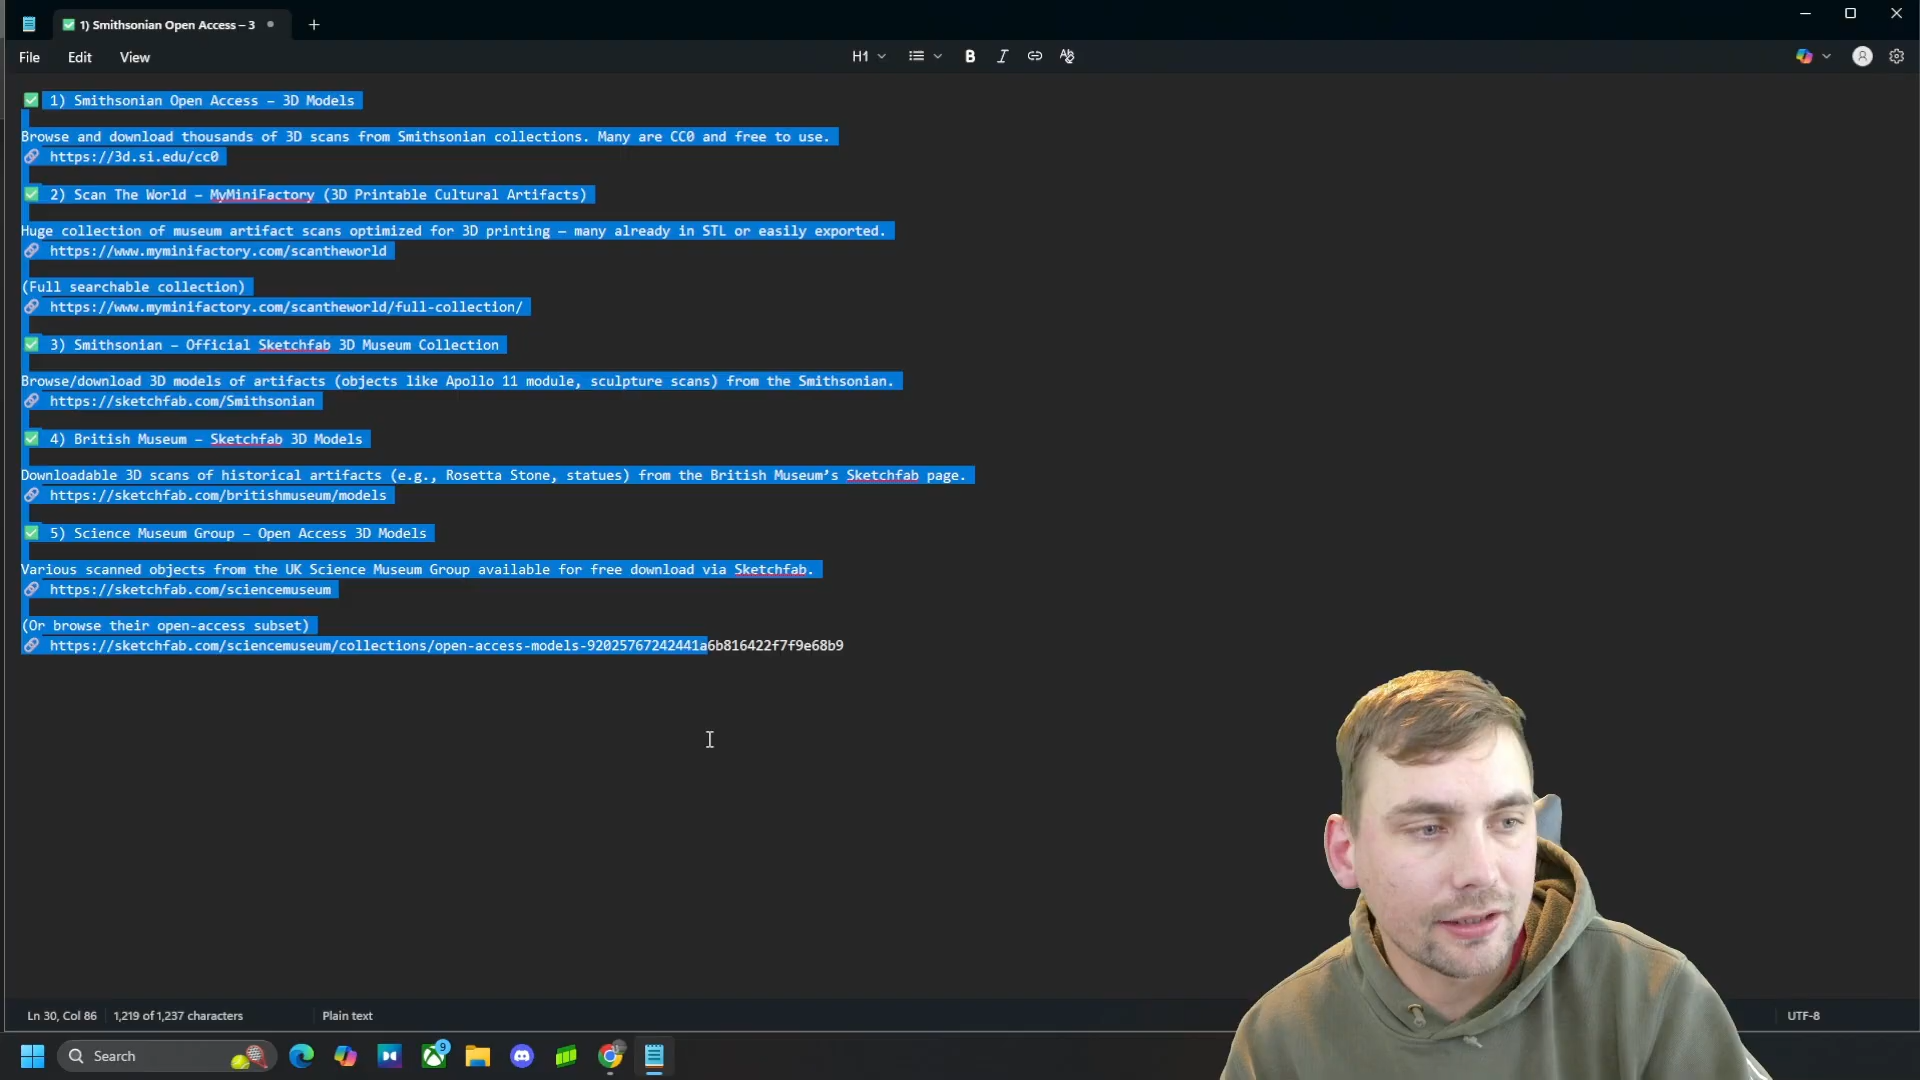 ✅ 1) Smithsonian Open Access – 3
File Edit View H1 B I
✅ 1) Smithsonian Open Access – 3D Models
Browse and download thousands of 3D scans from Smithsonian collections. Many are CC0 and free to use.
🔗 https://3d.si.edu/cc0
✅ 2) Scan The World – MyMiniFactory (3D Printable Cultural Artifacts)
Huge collection of museum artifact scans optimized for 3D printing — many already in STL or easily exported.
🔗 https://www.myminifactory.com/scantheworld
(Full searchable collection)
🔗 https://www.myminifactory.com/scantheworld/full-collection/
✅ 3) Smithsonian – Official Sketchfab 3D Museum Collection
Browse/download 3D models of artifacts (objects like Apollo 11 module, sculpture scans) from the Smithsonian.
🔗 https://sketchfab.com/Smithsonian
✅ 4) British Museum – Sketchfab 3D Models
Downloadable 3D scans of historical artifacts (e.g., Rosetta Stone, statues) from the British Museum’s Sketchfab page.
🔗 https://sketchfab.com/britishmuseum/models
✅ 5) Science Museum Group – Open Access 3D Models
Various scanned objects from the UK Science Museum Group available for free download via Sketchfab.
🔗 https://sketchfab.com/sciencemuseum
(Or browse their open-access subset)
🔗 https://sketchfab.com/sciencemuseum/collections/open-access-models-92025767242441a6b816422f7f9e68b9
Ln 30, Col 86 1,219 of 1,237 characters Plain text UTF-8
Search 9